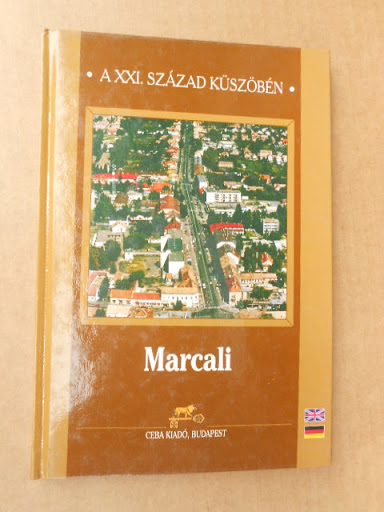 • A XXI. SZÁZAD KÜSZÖBÉN •
Marcali
CEBA KIADÓ, BUDAPEST